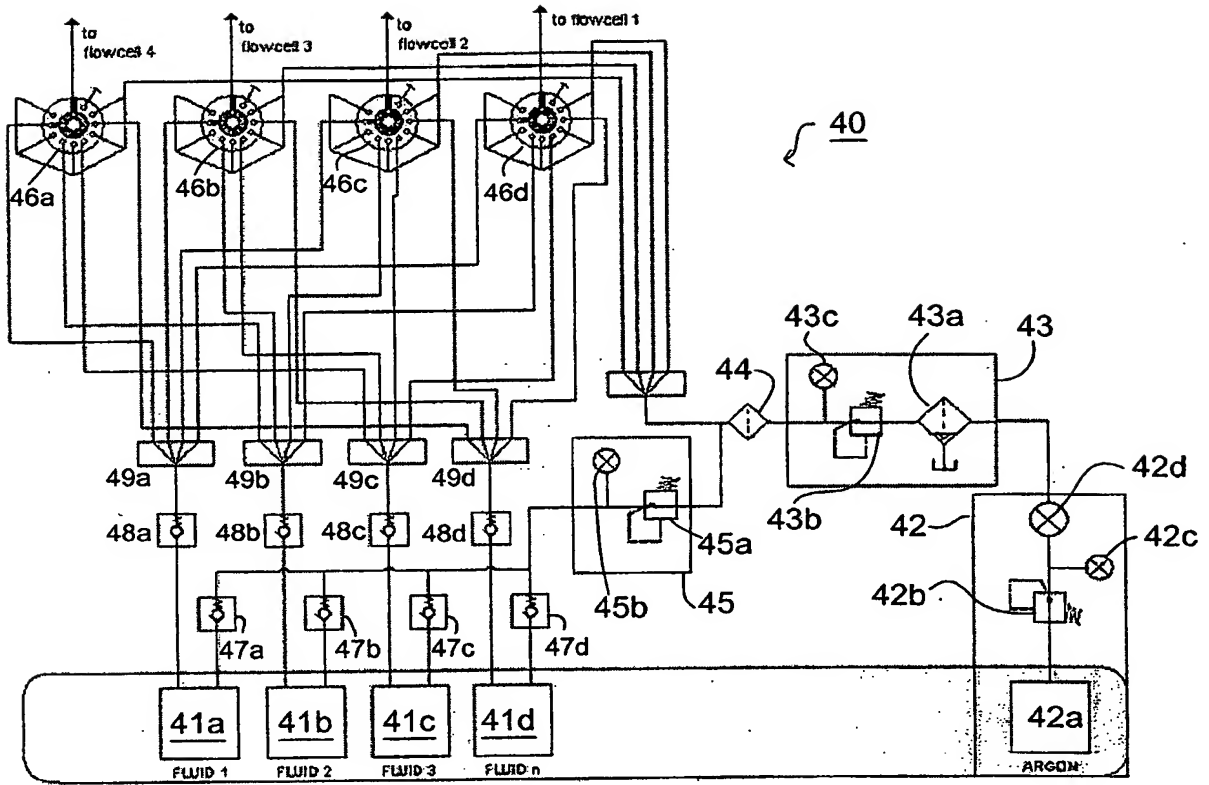 to flowcell 4
to flowcell 3
to flowcell 2
to flowcell 1
40
46a
46b
46c
46d
43c
43a
43
44
49a
49b
49c
49d
42d
43b
42
42c
48a
48b
48c
48d
45a
42b
45b
45
47a
47b
47c
47d
41a
41b
41c
41d
42a
FLUID 1
FLUID 2
FLUID 3
FLUID n
ARGON